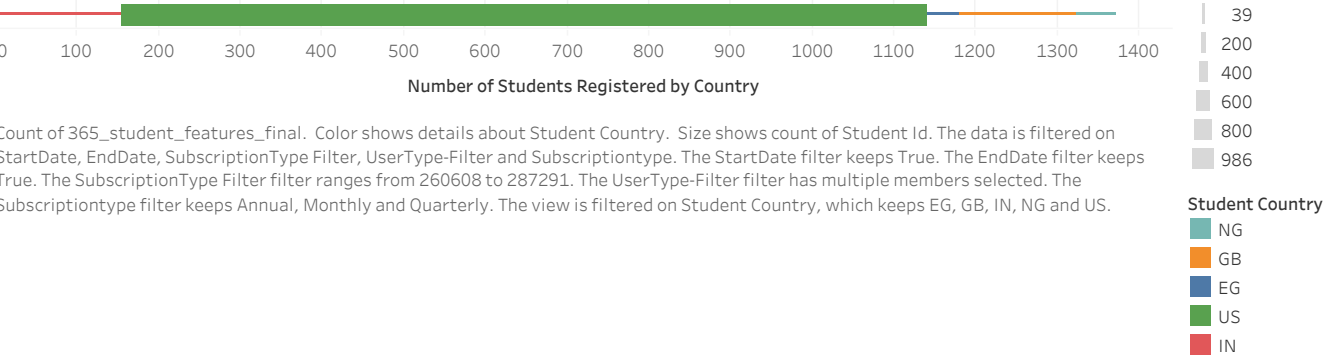 0 100 200 300 400 500 600 700 800 900 1000 1100 1200 1300 1400
Number of Students Registered by Country
Count of 365_student_features_final. Color shows details about Student Country. Size shows count of Student Id. The data is filtered on
StartDate, EndDate, SubscriptionType Filter, UserType-Filter and Subscriptiontype. The StartDate filter keeps True. The EndDate filter keeps
True. The SubscriptionType Filter filter ranges from 260608 to 287291. The UserType-Filter filter has multiple members selected. The
Subscriptiontype filter keeps Annual, Monthly and Quarterly. The view is filtered on Student Country, which keeps EG, GB, IN, NG and US.
39
200
400
600
800
986
Student Country
NG
GB
EG
US
IN